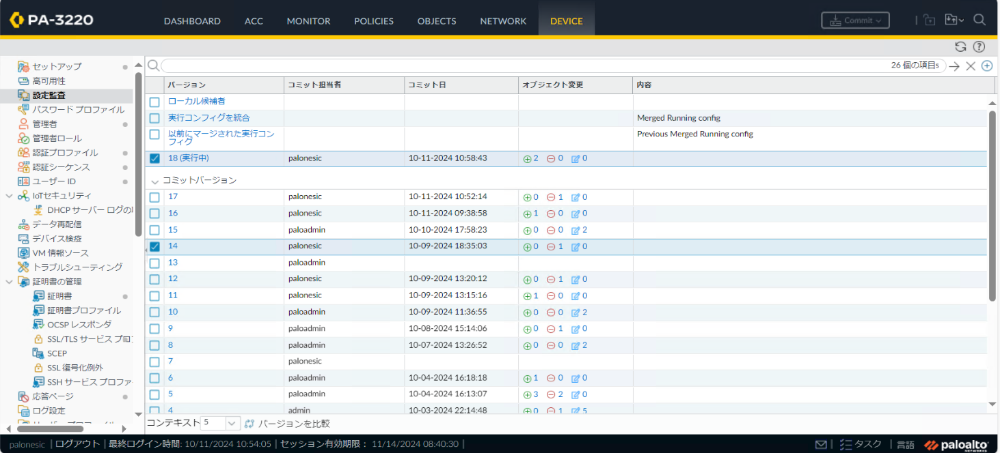 PA-3220
DASHBOARD ACC MONITOR POLICIES OBJECTS NETWORK DEVICE
Commit
セットアップ
高可用性
設定監査
パスワード プロファイル
管理者
管理者ロール
認証プロファイル
認証シーケンス
ユーザー ID
IoTセキュリティ
DHCP サーバー ログの
データ再配信
デバイス検疫
VM 情報ソース
トラブルシューティング
証明書の管理
証明書
証明書プロファイル
OCSP レスポンダ
SSL/TLS サービス プロ
SCEP
SSL 復号化例外
SSH サービス プロファ
応答ページ
ログ設定
26 個の項目s
バージョン コミット担当者 コミット日 オブジェクト変更 内容
ローカル候補者
実行コンフィグを統合 Merged Running config
以前にマージされた実行コン
フィグ Previous Merged Running config
18 (実行中) palonesic 10-11-2024 10:58:43 2 0 0
コミットバージョン
17 palonesic 10-11-2024 10:52:14 0 1 0
16 palonesic 10-11-2024 09:38:58 1 0 0
15 paloadmin 10-10-2024 17:58:23 0 0 2
14 palonesic 10-09-2024 18:35:03 0 1 0
13 paloadmin
12 palonesic 10-09-2024 13:20:12 0 1 0
11 palonesic 10-09-2024 13:15:16 1 0 0
10 paloadmin 10-09-2024 11:36:55 0 0 2
9 paloadmin 10-08-2024 15:14:06 0 1 0
8 paloadmin 10-07-2024 13:26:52 0 0 2
7 palonesic
6 paloadmin 10-04-2024 16:18:18 1 0 0
5 paloadmin 10-04-2024 16:13:07 3 2 0
4 admin 10-03-2024 22:14:48 0 1 5
コンテキスト 5 バージョンを比較
palonesic | ログアウト | 最終ログイン時間: 10/11/2024 10:54:05 | セッション有効期限： 11/14/2024 08:40:30 |
タスク | 言語 paloalto NETWORKS